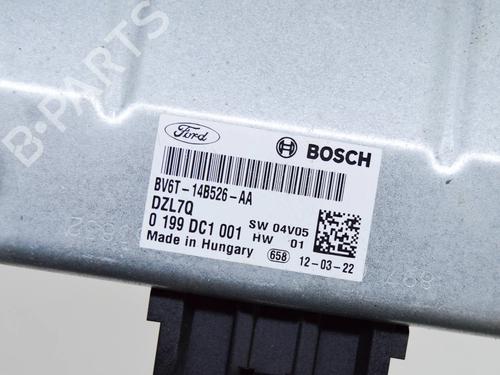 B-PARTS
Ford
BOSCH
BV6T-14B526-AA
DZL7Q
0 199 DC1 001
SW 04V05
HW 01
Made in Hungary
658
12-03-22